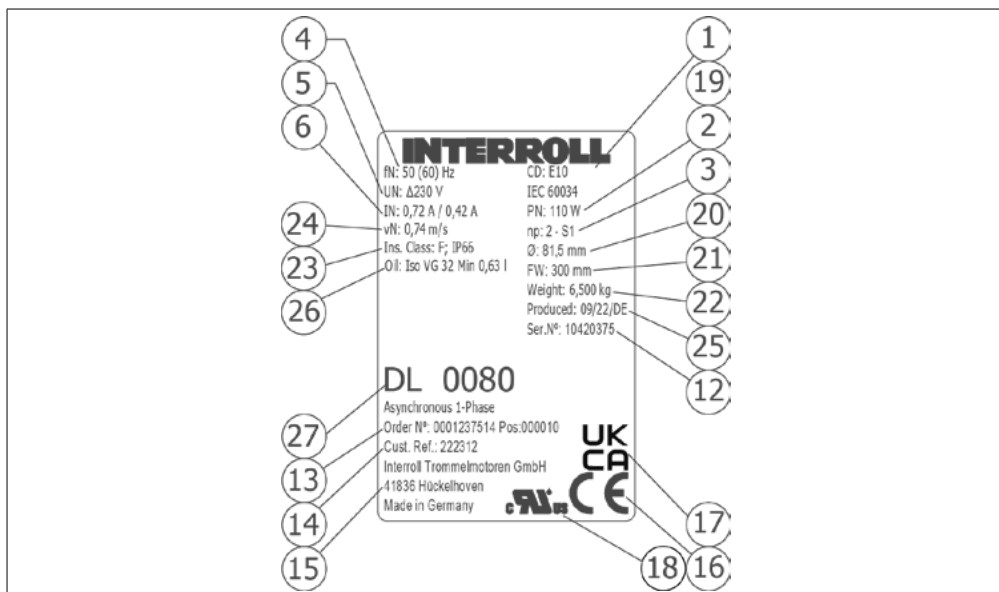 4
5
6
24
23
26
27
13
14
15
1
19
2
3
20
21
22
25
12
17
16
18
INTERROLL
fN: 50 (60) Hz
UN: Δ230 V
IN: 0,72 A / 0,42 A
vN: 0,74 m/s
Ins. Class: F; IP66
Oil: Iso VG 32 Min 0,63 l
CD: E10
IEC 60034
PN: 110 W
np: 2 - S1
Ø: 81,5 mm
FW: 300 mm
Weight: 6,500 kg
Produced: 09/22/DE
Ser.Nº: 10420375
DL 0080
Asynchronous 1-Phase
Order Nº: 0001237514 Pos:000010
Cust. Ref.: 222312
Interroll Trommelmotoren GmbH
41836 Hückelhoven
Made in Germany
UK
CA
c RU us CE